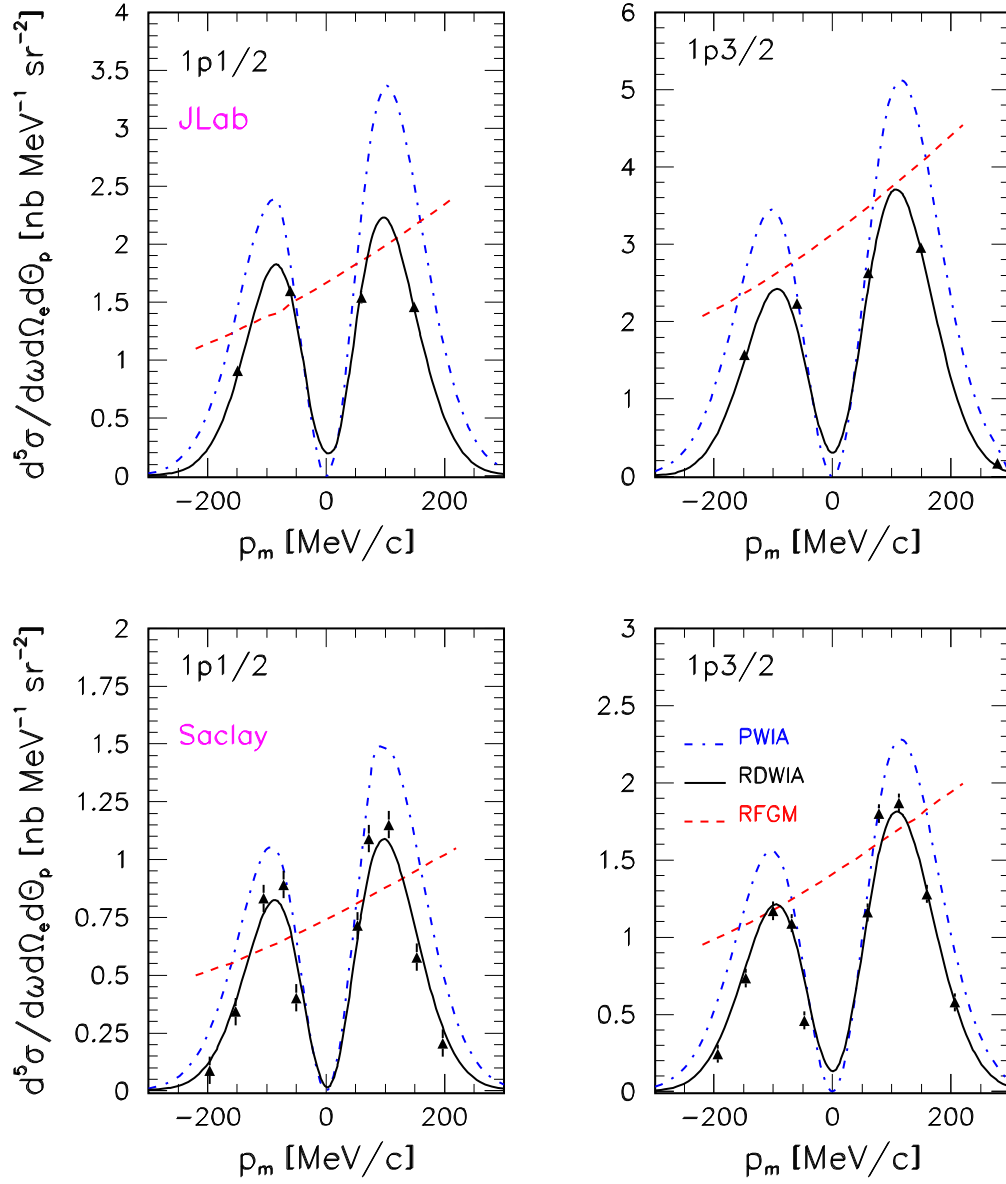 d⁵σ/dωdΩₑdΘₚ [nb MeV⁻¹ sr⁻²]
4
3.5
3
2.5
2
1.5
1
0.5
0
1p1/2
JLab
−200 0 200
pₘ [MeV/c]
6
5
4
3
2
1
0
1p3/2
−200 0 200
pₘ [MeV/c]
d⁵σ/dωdΩₑdΘₚ [nb MeV⁻¹ sr⁻²]
2
1.75
1.5
1.25
1
0.75
0.5
0.25
0
1p1/2
Saclay
−200 0 200
pₘ [MeV/c]
3
2.5
2
1.5
1
0.5
0
1p3/2
PWIA
RDWIA
RFGM
−200 0 200
pₘ [MeV/c]